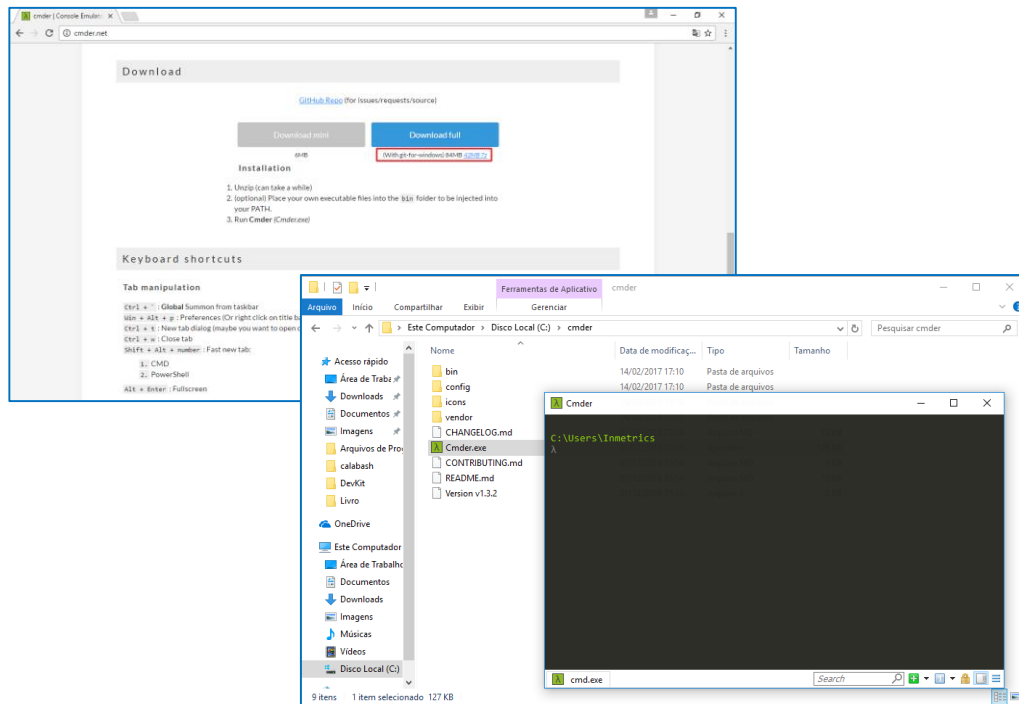 cmder | Console Emulat
cmder.net
Download
GitHub Repo (for issues/requests/source)
Download mini
Download full
6MB
(With git-for-windows) 84MB 42MB 7z
Installation
1. Unzip (can take a while)
2. (optional) Place your own executable files into the bin folder to be injected into
your PATH.
3. Run Cmder (Cmder.exe)
Keyboard shortcuts
Tab manipulation
Ctrl + ` : Global Summon from taskbar
Win + Alt + p : Preferences (Or right click on title ba
Ctrl + t : New tab dialog (maybe you want to open c
Ctrl + w : Close tab
Shift + Alt + number : Fast new tab:
1. CMD
2. PowerShell
Alt + Enter : Fullscreen
Ferramentas de Aplicativo
cmder
Arquivo Início Compartilhar Exibir Gerenciar
Este Computador > Disco Local (C:) > cmder
Pesquisar cmder
Nome Data de modificaç... Tipo Tamanho
Acesso rápido
Área de Traba
Downloads
Documentos
Imagens
Arquivos de Pro
calabash
DevKit
Livro
OneDrive
Este Computador
Área de Trabalho
Documentos
Downloads
Imagens
Músicas
Vídeos
Disco Local (C:)
bin 14/02/2017 17:10 Pasta de arquivos
config 14/02/2017 17:10 Pasta de arquivos
icons
vendor
CHANGELOG.md
Cmder.exe
CONTRIBUTING.md
README.md
Version v1.3.2
9 itens 1 item selecionado 127 KB
λ Cmder
C:\Users\Inmetrics
λ
λ cmd.exe
Search